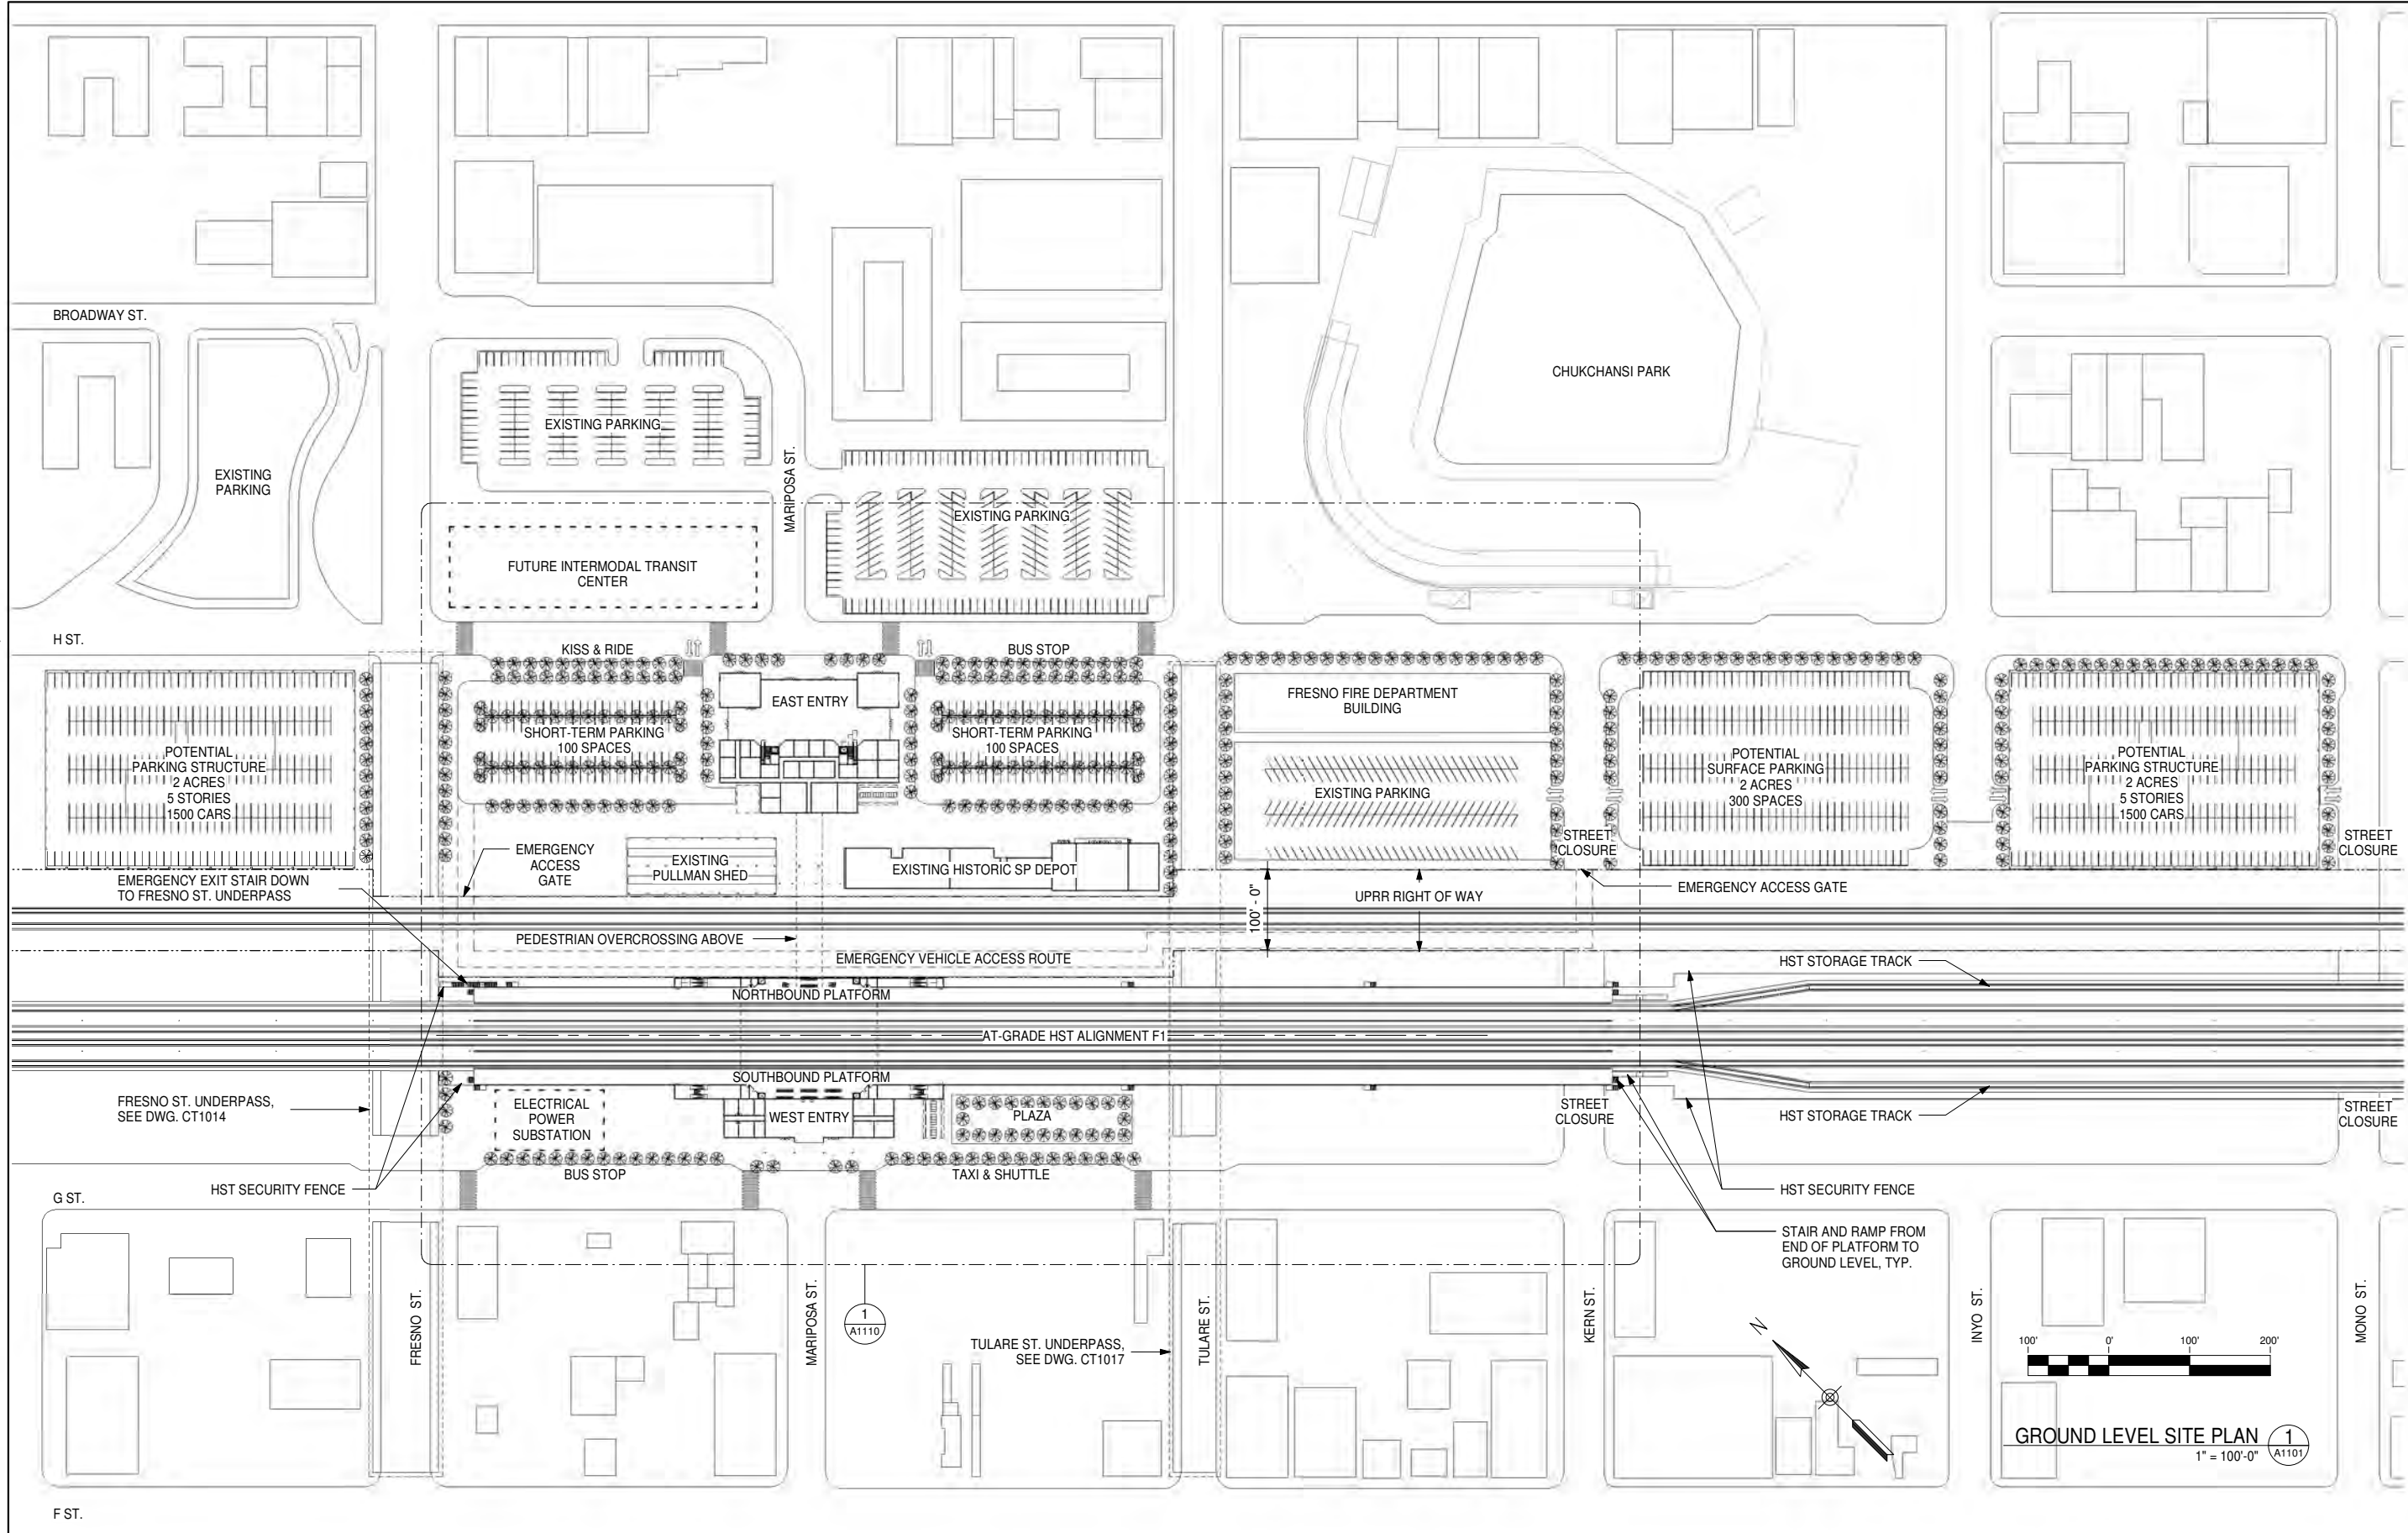 BROADWAY ST.
CHUKCHANSI PARK
EXISTING PARKING
EXISTING
PARKING
MARIPOSA ST.
EXISTING PARKING
FUTURE INTERMODAL TRANSIT
CENTER
H ST.
KISS & RIDE
BUS STOP
EAST ENTRY
FRESNO FIRE DEPARTMENT
BUILDING
SHORT-TERM PARKING
100 SPACES
SHORT-TERM PARKING
100 SPACES
POTENTIAL
PARKING STRUCTURE
2 ACRES
5 STORIES
1500 CARS
EXISTING PARKING
POTENTIAL
SURFACE PARKING
2 ACRES
300 SPACES
POTENTIAL
PARKING STRUCTURE
2 ACRES
5 STORIES
1500 CARS
STREET
CLOSURE
STREET
CLOSURE
EMERGENCY
ACCESS
GATE
EXISTING
PULLMAN SHED
EXISTING HISTORIC SP DEPOT
EMERGENCY EXIT STAIR DOWN
TO FRESNO ST. UNDERPASS
100' - 0"
UPRR RIGHT OF WAY
EMERGENCY ACCESS GATE
PEDESTRIAN OVERCROSSING ABOVE
EMERGENCY VEHICLE ACCESS ROUTE
HST STORAGE TRACK
NORTHBOUND PLATFORM
AT-GRADE HST ALIGNMENT F1
SOUTHBOUND PLATFORM
FRESNO ST. UNDERPASS,
SEE DWG. CT1014
ELECTRICAL
POWER
SUBSTATION
WEST ENTRY
PLAZA
STREET
CLOSURE
HST STORAGE TRACK
STREET
CLOSURE
BUS STOP
TAXI & SHUTTLE
HST SECURITY FENCE
HST SECURITY FENCE
G ST.
STAIR AND RAMP FROM
END OF PLATFORM TO
GROUND LEVEL, TYP.
FRESNO ST.
MARIPOSA ST.
1
A1110
TULARE ST. UNDERPASS,
SEE DWG. CT1017
TULARE ST.
KERN ST.
N
INYO ST.
MONO ST.
100' 0' 100' 200'
GROUND LEVEL SITE PLAN
1" = 100'-0"
1
A1101
F ST.